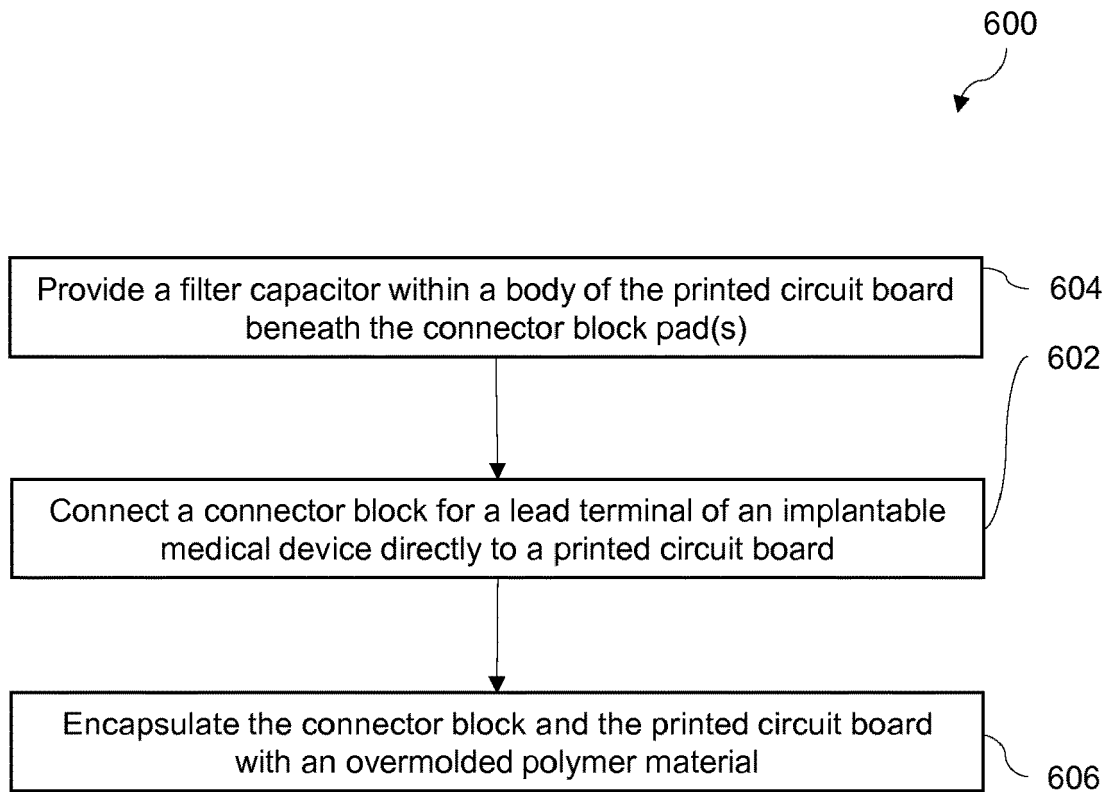 600
Provide a filter capacitor within a body of the printed circuit board
beneath the connector block pad(s)
604
602
Connect a connector block for a lead terminal of an implantable
medical device directly to a printed circuit board
Encapsulate the connector block and the printed circuit board
with an overmolded polymer material
606